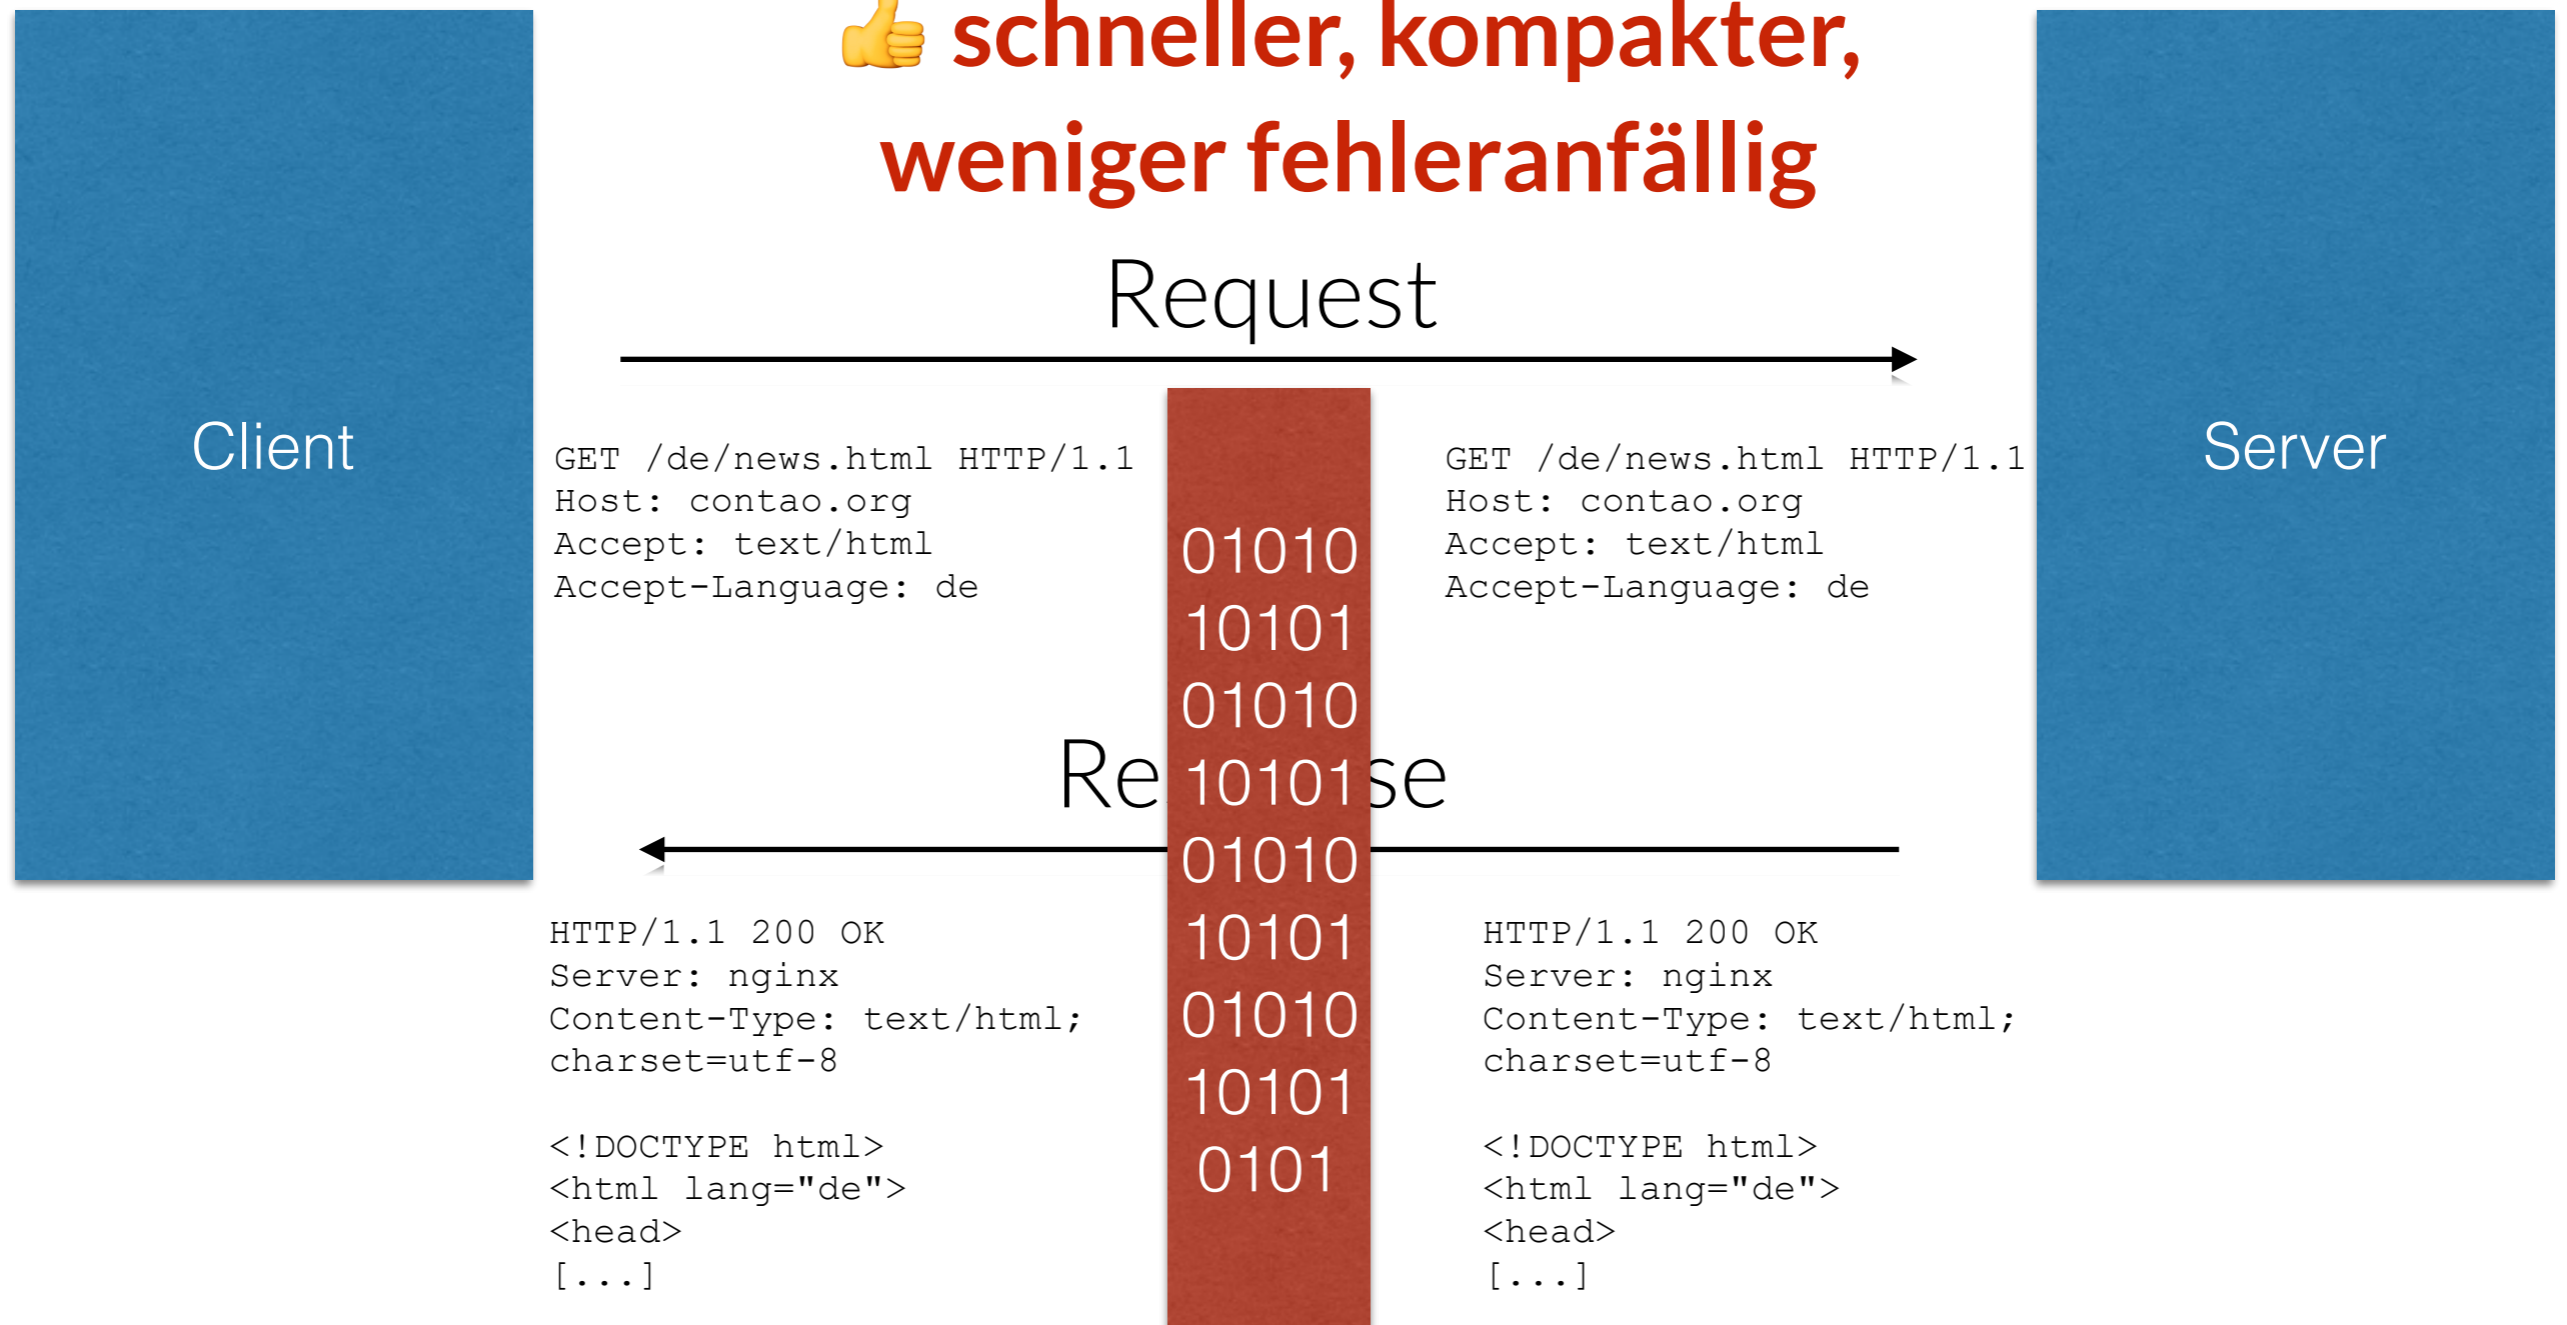 👍 schneller, kompakter,
weniger fehleranfällig
Request
Client
GET /de/news.html HTTP/1.1
Host: contao.org
Accept: text/html
Accept-Language: de
GET /de/news.html HTTP/1.1
Host: contao.org
Accept: text/html
Accept-Language: de
Server
01010
10101
01010
10101
01010
10101
01010
10101
0101
HTTP/1.1 200 OK
Server: nginx
Content-Type: text/html;
charset=utf-8
<!DOCTYPE html>
<html lang="de">
<head>
[...]
HTTP/1.1 200 OK
Server: nginx
Content-Type: text/html;
charset=utf-8
<!DOCTYPE html>
<html lang="de">
<head>
[...]